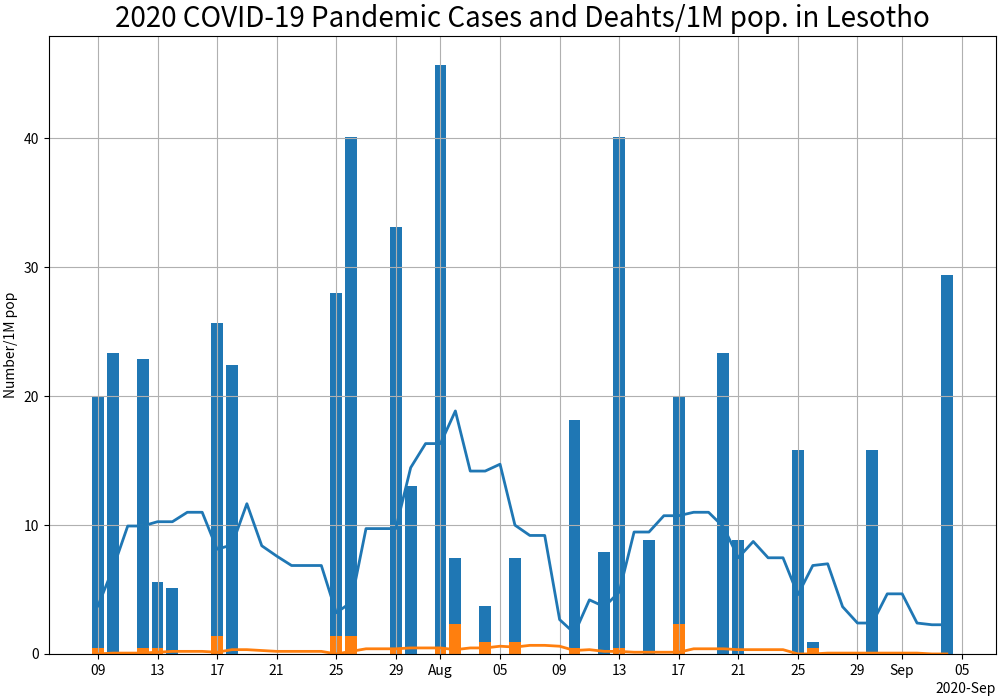 2020 COVID-19 Pandemic Cases and Deahts/1M pop. in Lesotho
Number/1M pop
40
30
20
10
0
09 13 17 21 25 29 Aug 05 09 13 17 21 25 29 Sep 05
2020-Sep